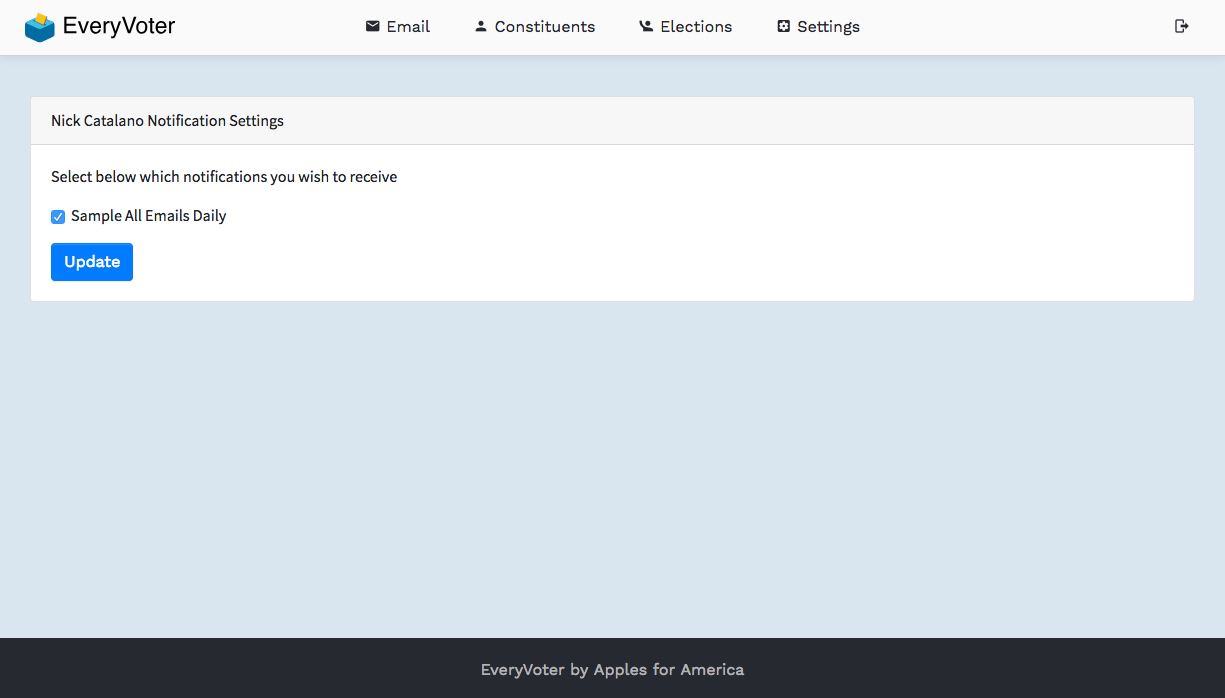 EveryVoter
Email
Constituents
Elections
Settings
Nick Catalano Notification Settings
Select below which notifications you wish to receive
Sample All Emails Daily
Update
EveryVoter by Apples for America